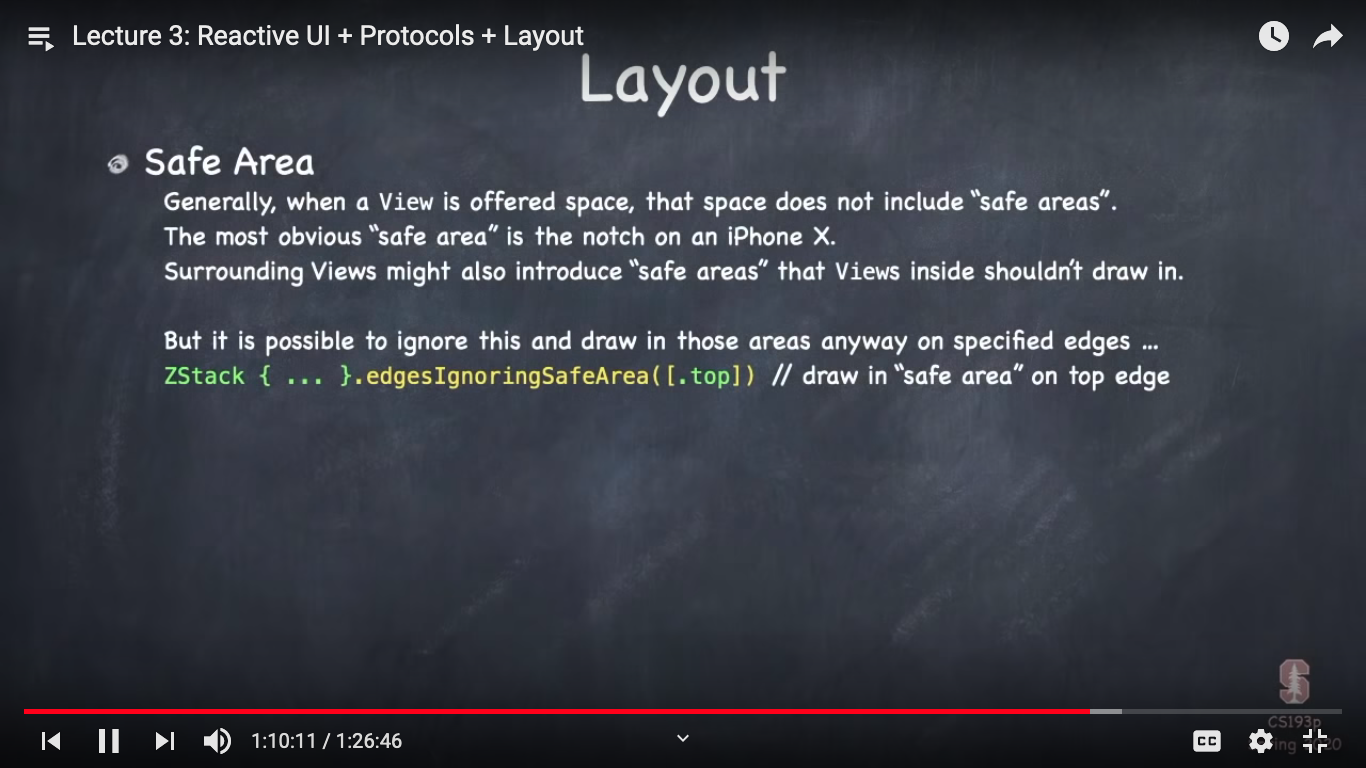 Lecture 3: Reactive UI + Protocols + Layout
Layout
Safe Area
Generally, when a View is offered space, that space does not include “safe areas”.
The most obvious “safe area” is the notch on an iPhone X.
Surrounding Views might also introduce “safe areas” that Views inside shouldn’t draw in.
But it is possible to ignore this and draw in those areas anyway on specified edges ...
ZStack { ... }.edgesIgnoringSafeArea([.top]) // draw in “safe area” on top edge
S
CS193p
1:10:11 / 1:26:46
CC